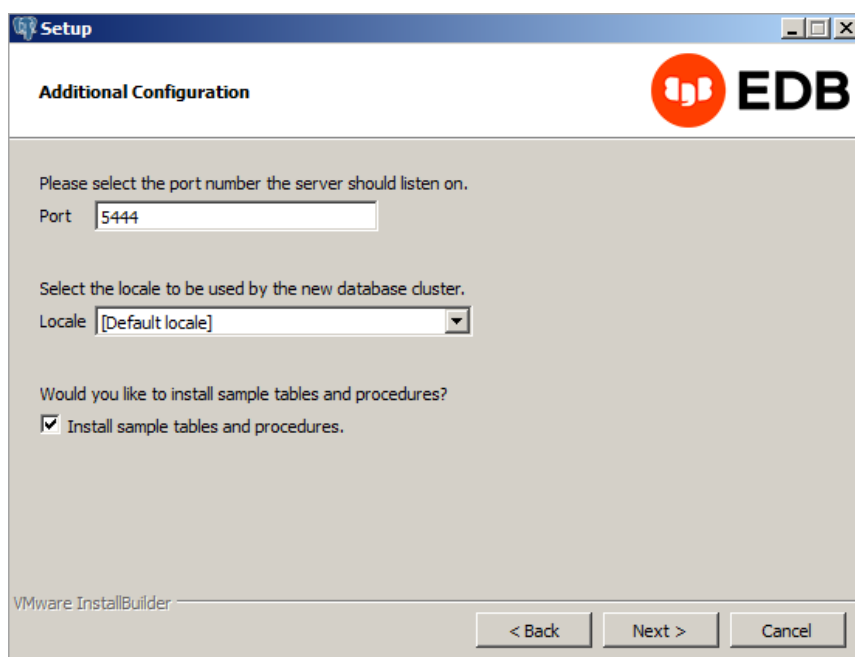 Setup
Additional Configuration
EDB
Please select the port number the server should listen on.
Port 5444
Select the locale to be used by the new database cluster.
Locale [Default locale]
Would you like to install sample tables and procedures?
Install sample tables and procedures.
VMware InstallBuilder
< Back Next > Cancel